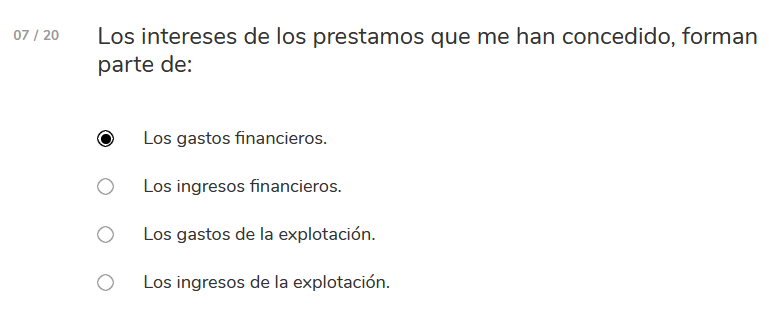 07 / 20
Los intereses de los prestamos que me han concedido, forman
parte de:
Los gastos financieros.
Los ingresos financieros.
Los gastos de la explotación.
Los ingresos de la explotación.